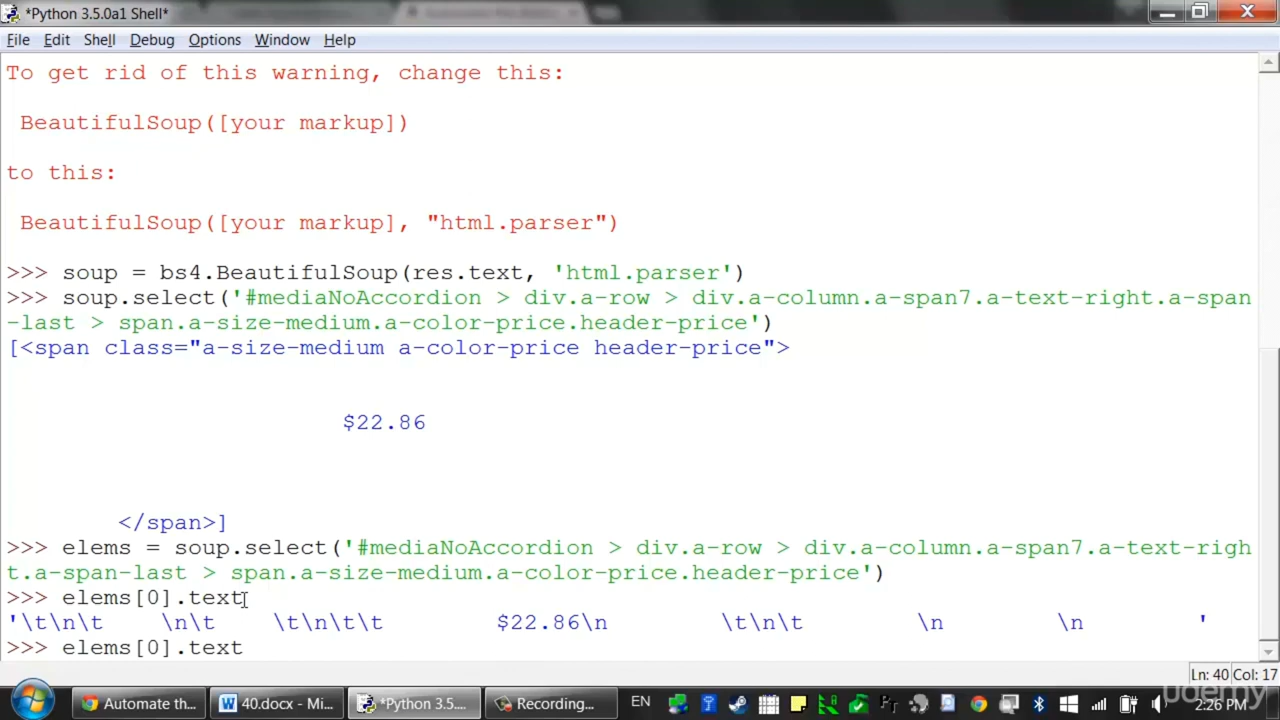 *Python 3.5.0a1 Shell*
File Edit Shell Debug Options Window Help
To get rid of this warning, change this:
BeautifulSoup([your markup])
to this:
BeautifulSoup([your markup], "html.parser")
>>> soup = bs4.BeautifulSoup(res.text, 'html.parser')
>>> soup.select('#mediaNoAccordion > div.a-row > div.a-column.a-span7.a-text-right.a-span
-last > span.a-size-medium.a-color-price.header-price')
[<span class="a-size-medium a-color-price header-price">
$22.86
</span>]
>>> elems = soup.select('#mediaNoAccordion > div.a-row > div.a-column.a-span7.a-text-righ
t.a-span-last > span.a-size-medium.a-color-price.header-price')
>>> elems[0].text
'\t\n\t \n\t \t\n\t\t $22.86\n \t\n\t \n \n '
>>> elems[0].text
Ln: 40 Col: 17
Automate th... 40.docx - Mi... *Python 3.5.... Recording... EN 2:26 PM
udemy